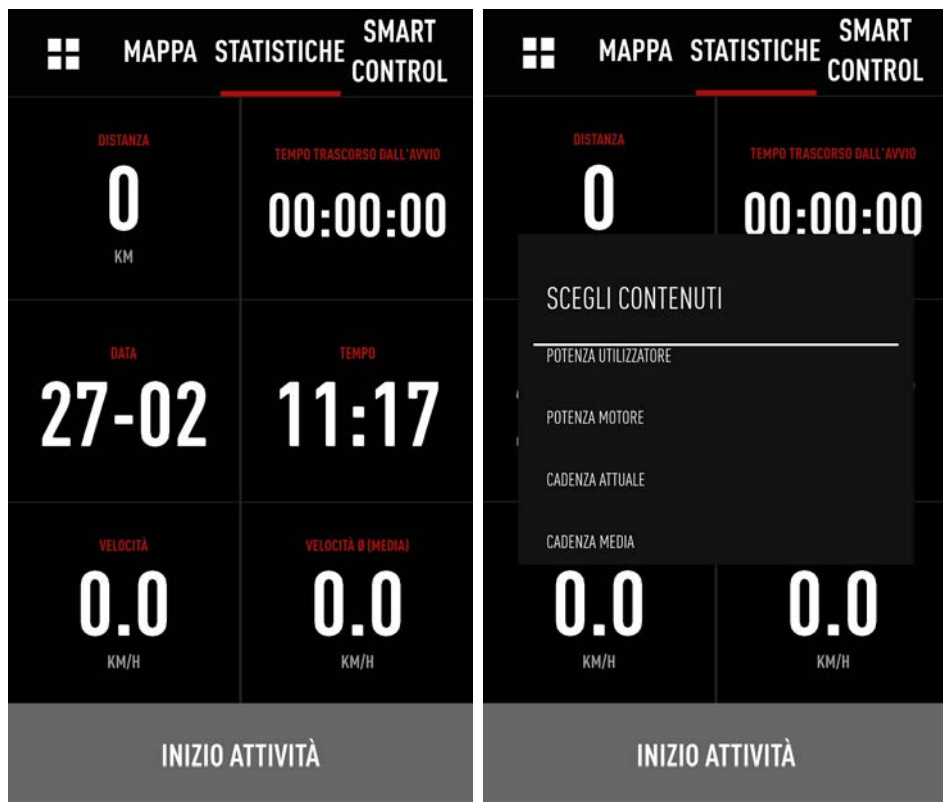 MAPPA STATISTICHE SMART CONTROL
DISTANZA
0
KM
TEMPO TRASCORSO DALL'AVVIO
00:00:00
DATA
27-02
TEMPO
11:17
VELOCITÀ
0.0
KM/H
VELOCITÀ Ø (MEDIA)
0.0
KM/H
INIZIO ATTIVITÀ
MAPPA STATISTICHE SMART CONTROL
DISTANZA
0
TEMPO TRASCORSO DALL'AVVIO
00:00:00
SCEGLI CONTENUTI
POTENZA UTILIZZATORE
POTENZA MOTORE
CADENZA ATTUALE
CADENZA MEDIA
0.0
KM/H
0.0
KM/H
INIZIO ATTIVITÀ